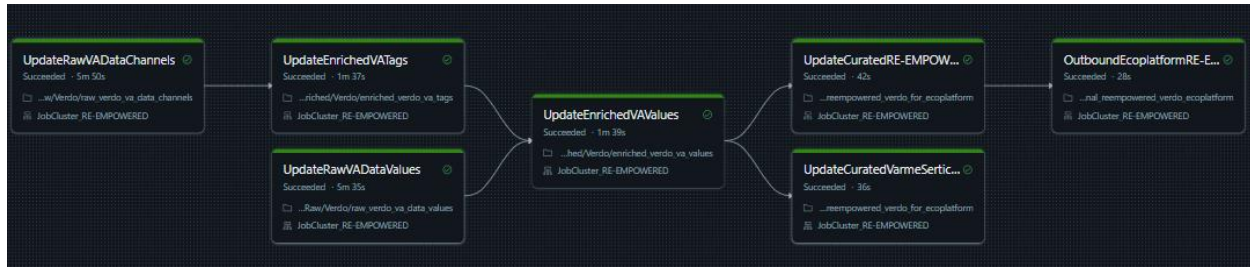 UpdateRawVADataChannels
Succeeded · 5m 50s
...w/Verdo/raw_verdo_va_data_channels
JobCluster_RE-EMPOWERED
UpdateEnrichedVATags
Succeeded · 1m 37s
...riched/Verdo/enriched_verdo_va_tags
JobCluster_RE-EMPOWERED
UpdateRawVADataValues
Succeeded · 5m 35s
...Raw/Verdo/raw_verdo_va_data_values
JobCluster_RE-EMPOWERED
UpdateEnrichedVAValues
Succeeded · 1m 39s
...hed/Verdo/enriched_verdo_va_values
JobCluster_RE-EMPOWERED
UpdateCuratedRE-EMPOW...
Succeeded · 42s
...reempowered_verdo_for_ecoplatform
JobCluster_RE-EMPOWERED
UpdateCuratedVarmeSertic...
Succeeded · 36s
...reempowered_verdo_for_ecoplatform
JobCluster_RE-EMPOWERED
OutboundEcoplatformRE-E...
Succeeded · 28s
...nal_reempowered_verdo_ecoplatform
JobCluster_RE-EMPOWERED